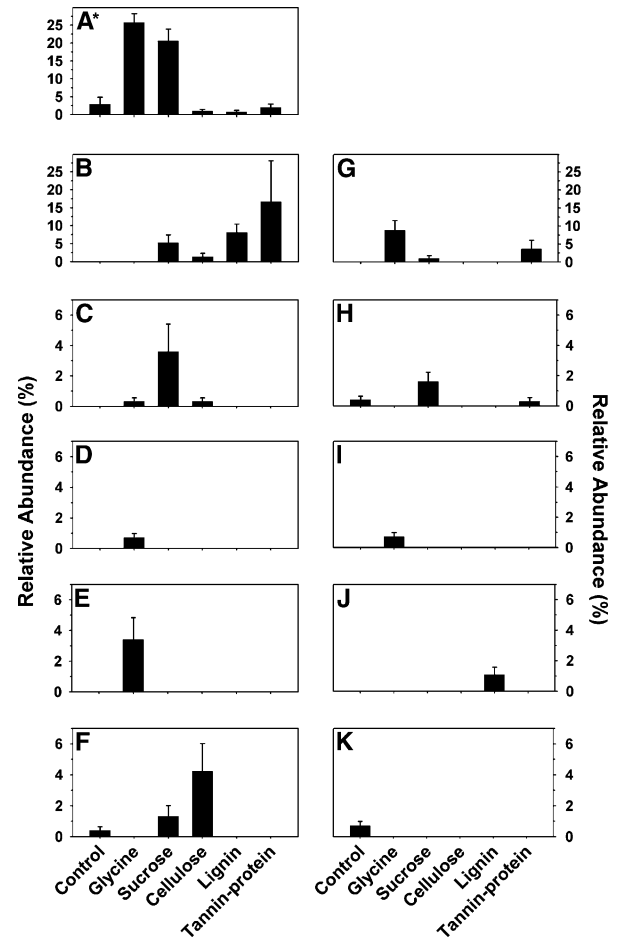 A*
25
20
15
10
5
0
B
25
20
15
10
5
0
G
25
20
15
10
5
0
C
6
4
2
0
H
6
4
2
0
D
6
4
2
0
I
6
4
2
0
E
6
4
2
0
J
6
4
2
0
F
6
4
2
0
K
6
4
2
0
Relative Abundance (%)
Relative Abundance (%)
Control
Glycine
Sucrose
Cellulose
Lignin
Tannin-protein
Control
Glycine
Sucrose
Cellulose
Lignin
Tannin-protein